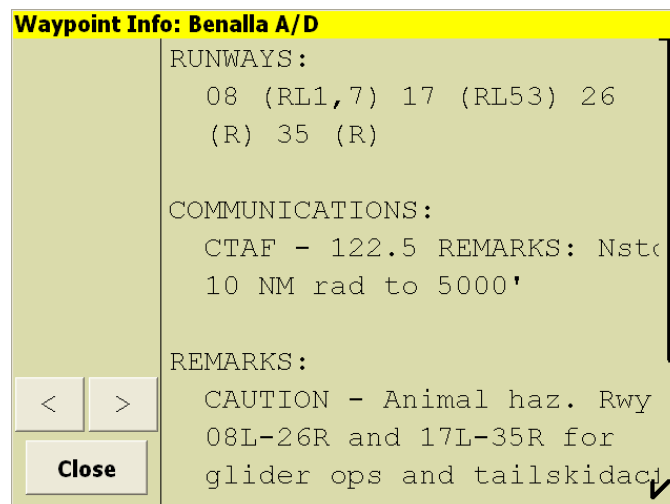 Waypoint Info: Benalla A/D
RUNWAYS:
08 (RL1,7) 17 (RL53) 26
(R) 35 (R)
COMMUNICATIONS:
CTAF - 122.5 REMARKS:
10 NM rad to 5000'
REMARKS:
CAUTION - Animal haz. Rwy
08L-26R and 17L-35R for
glider ops and
< >
Close